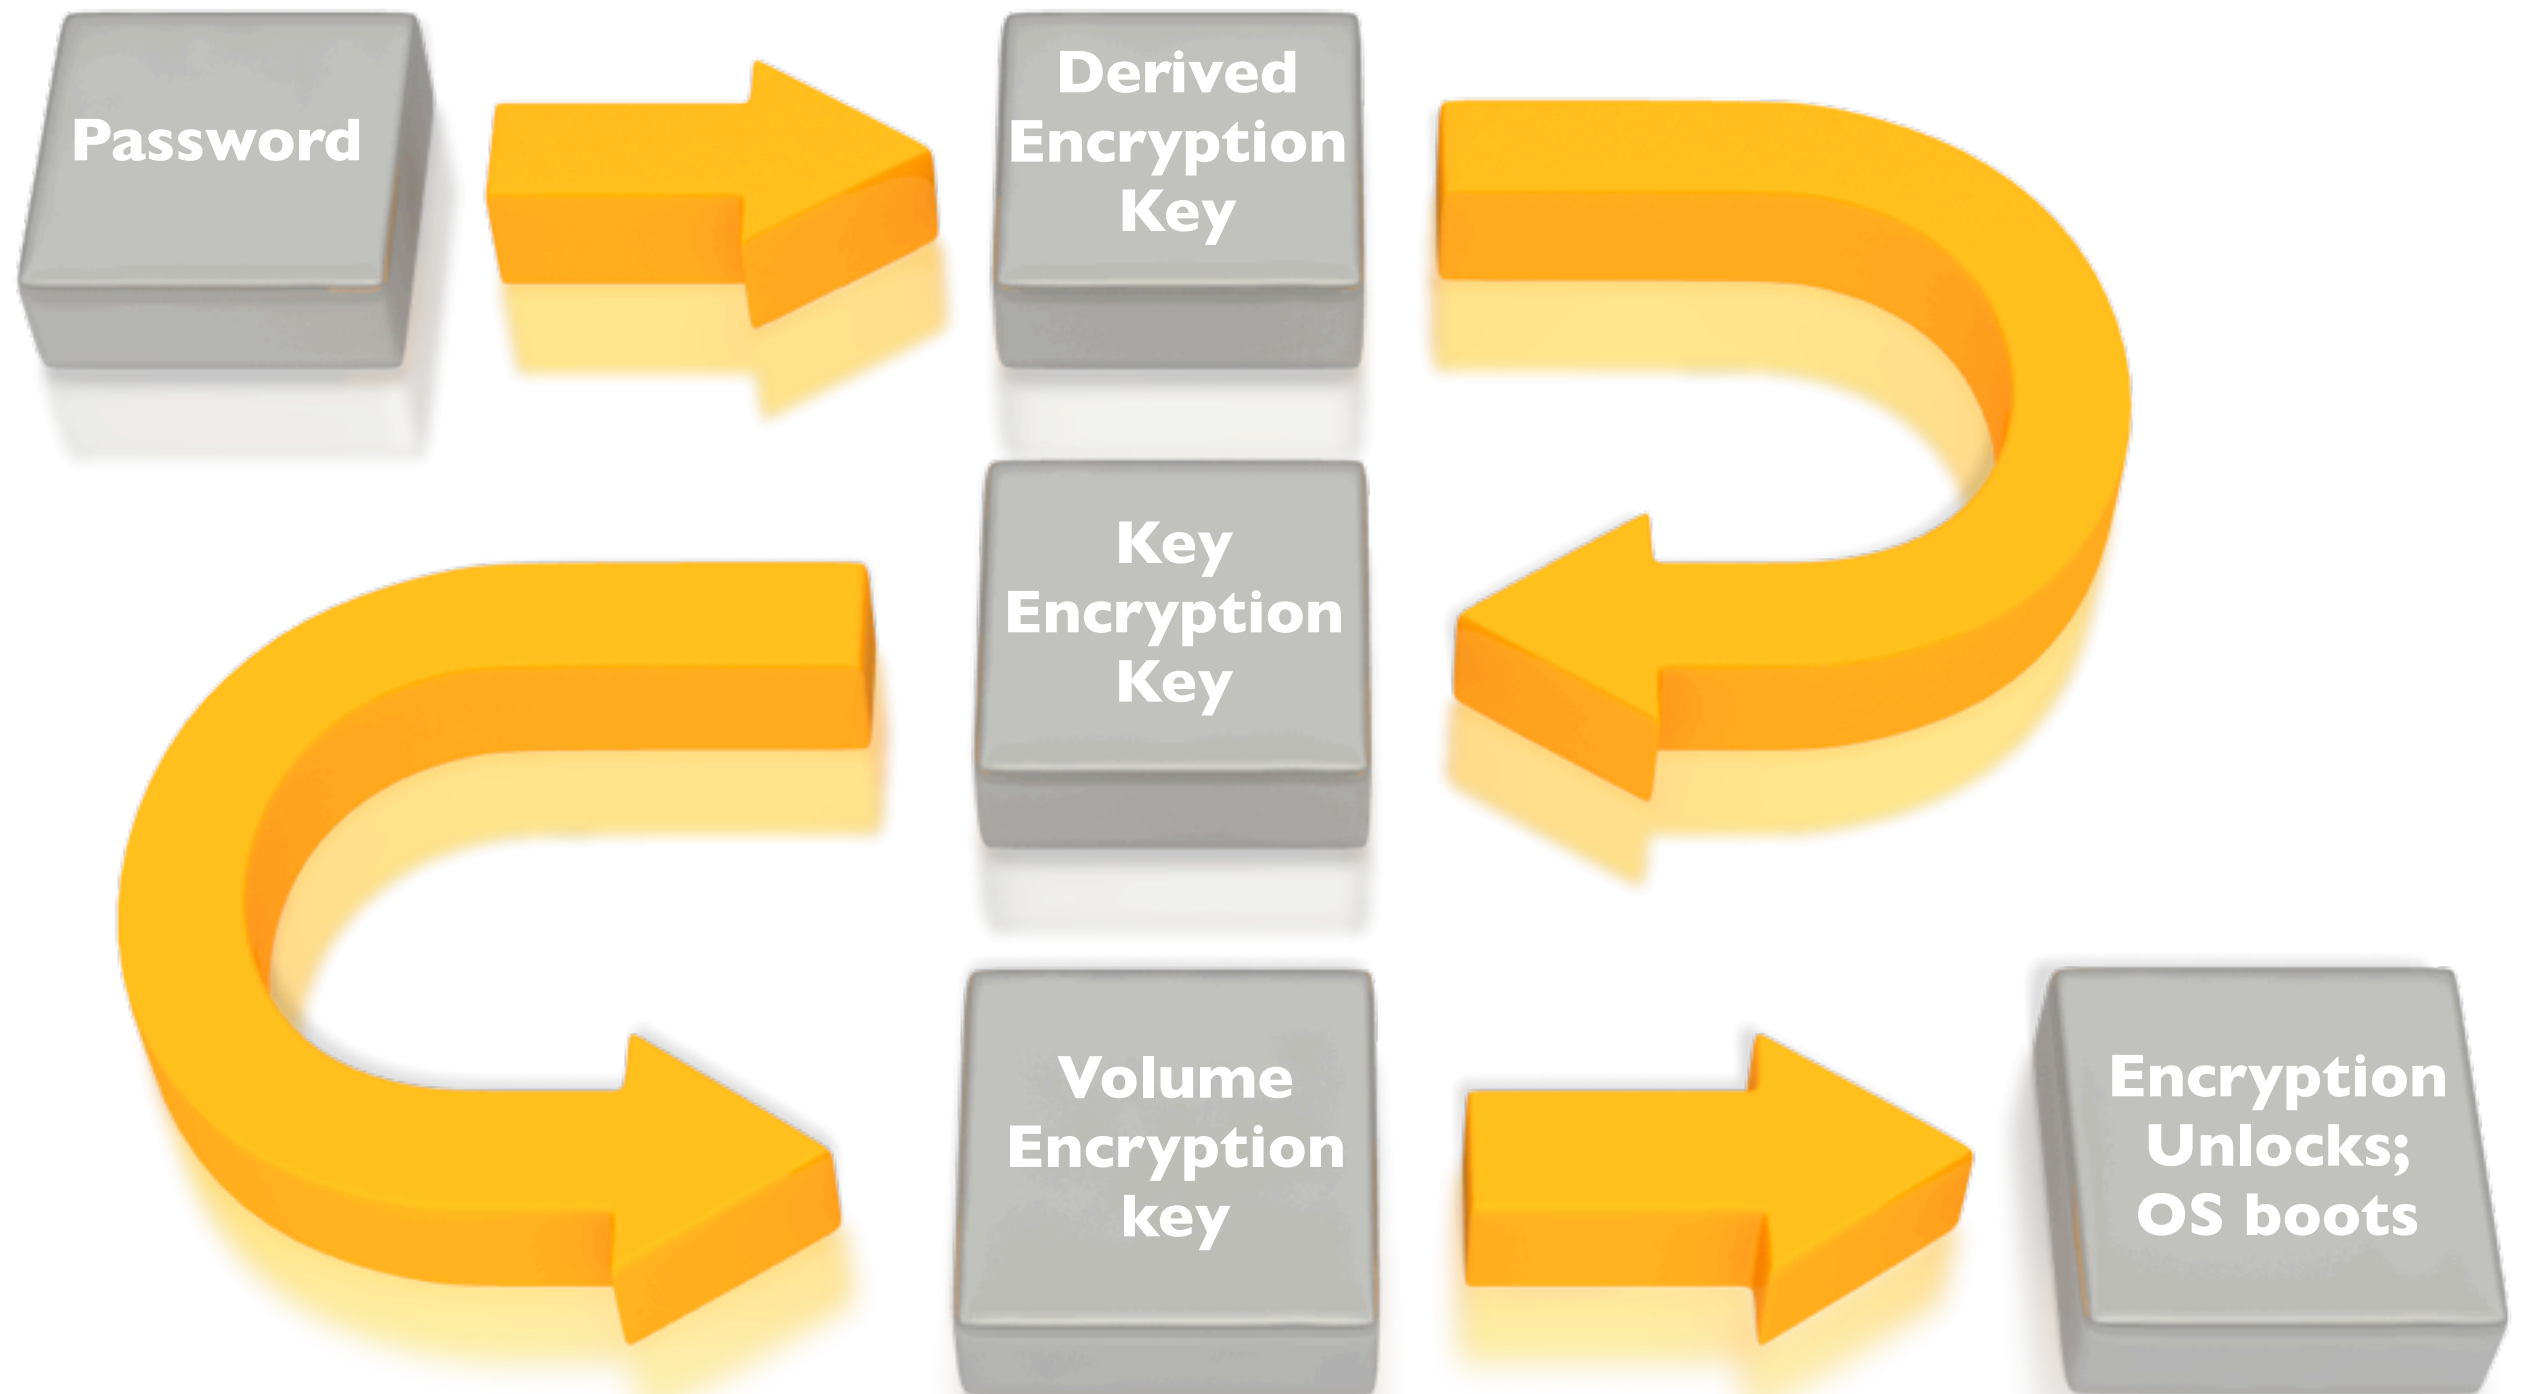 Password
Derived
Encryption
Key
Key
Encryption
Key
Volume
Encryption
key
Encryption
Unlocks;
OS boots